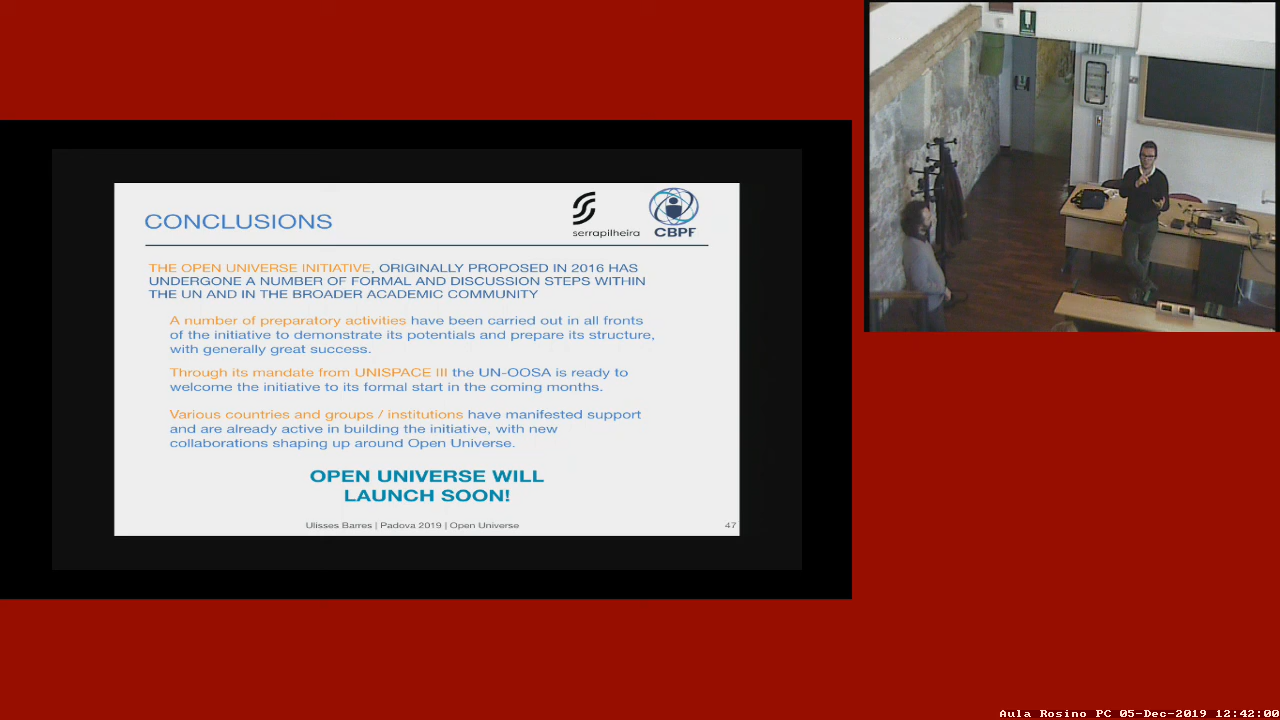 CONCLUSIONS
serrapilheira
CBPF
THE OPEN UNIVERSE INITIATIVE, ORIGINALLY PROPOSED IN 2016 HAS
UNDERGONE A NUMBER OF FORMAL AND DISCUSSION STEPS WITHIN
THE UN AND IN THE BROADER ACADEMIC COMMUNITY
A number of preparatory activities have been carried out in all fronts
of the initiative to demonstrate its potentials and prepare its structure,
with generally great success.
Through its mandate from UNISPACE III the UN-OOSA is ready to
welcome the initiative to its formal start in the coming months.
Various countries and groups / institutions have manifested support
and are already active in building the initiative, with new
collaborations shaping up around Open Universe.
OPEN UNIVERSE WILL
LAUNCH SOON!
Ulisses Barres | Padova 2019 | Open Universe
47
Aula Rosino PC 05-Dec-2019 12:42:00